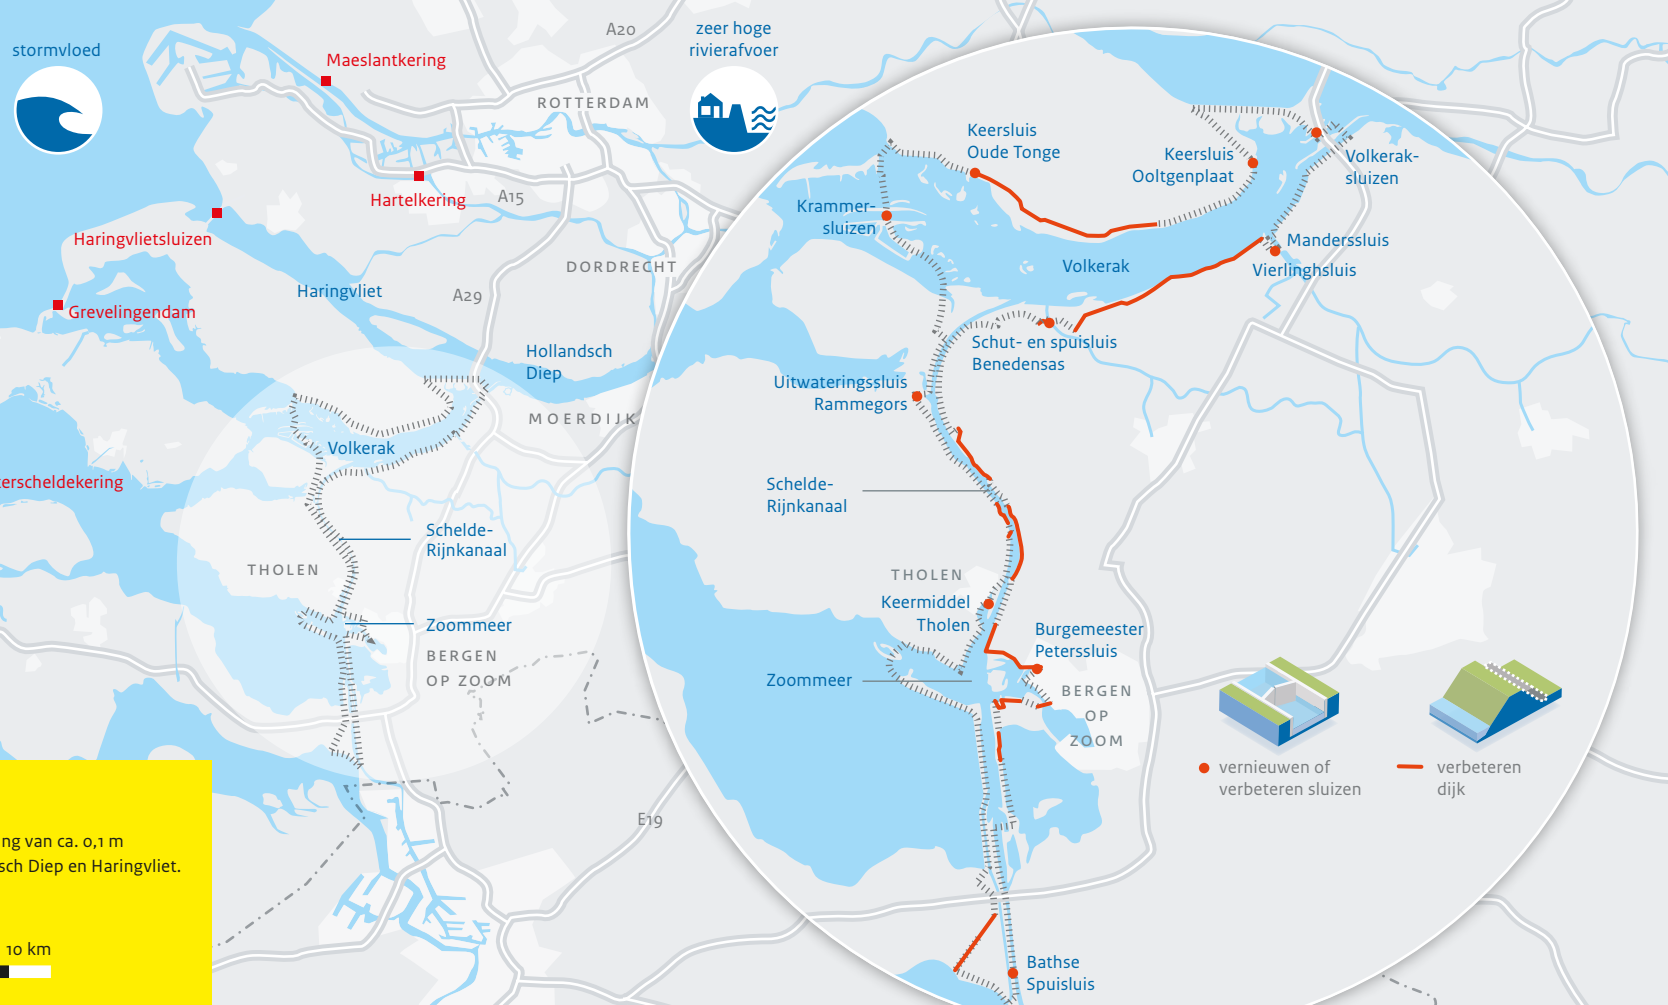 stormvloed
Maeslantkering
A20
zeer hoge
rivierafvoer
ROTTERDAM
Hartelkering
A15
Haringvlietsluizen
DORDRECHT
Haringvliet
A29
Grevelingendam
Hollandsch
Diep
MOERDIJK
Volkerak
erscheldekering
Schelde-
Rijnkanaal
THOLEN
Zoommeer
BERGEN
OP ZOOM
E19
ng van ca. 0,1 m
sch Diep en Haringvliet.
10 km
Keersluis
Oude Tonge
Keersluis
Ooltgenplaat
Volkerak-
sluizen
Krammer-
sluizen
Manderssluis
Vierlinghsluis
Volkerak
Schut- en spuisluis
Benedensas
Uitwateringssluis
Rammegors
Schelde-
Rijnkanaal
THOLEN
Keermiddel
Tholen
Burgemeester
Peterssluis
Zoommeer
BERGEN
OP
ZOOM
vernieuwen of
verbeteren sluizen
verbeteren
dijk
Bathse
Spuisluis